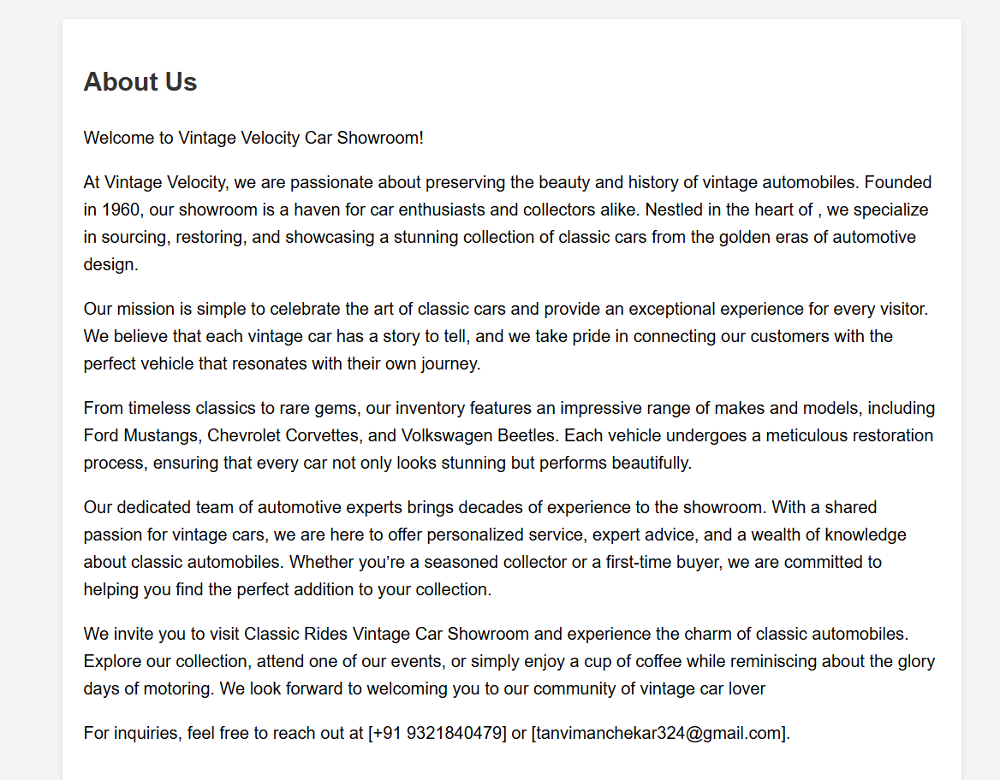 About Us
Welcome to Vintage Velocity Car Showroom!
At Vintage Velocity, we are passionate about preserving the beauty and history of vintage automobiles. Founded
in 1960, our showroom is a haven for car enthusiasts and collectors alike. Nestled in the heart of , we specialize
in sourcing, restoring, and showcasing a stunning collection of classic cars from the golden eras of automotive
design.
Our mission is simple to celebrate the art of classic cars and provide an exceptional experience for every visitor.
We believe that each vintage car has a story to tell, and we take pride in connecting our customers with the
perfect vehicle that resonates with their own journey.
From timeless classics to rare gems, our inventory features an impressive range of makes and models, including
Ford Mustangs, Chevrolet Corvettes, and Volkswagen Beetles. Each vehicle undergoes a meticulous restoration
process, ensuring that every car not only looks stunning but performs beautifully.
Our dedicated team of automotive experts brings decades of experience to the showroom. With a shared
passion for vintage cars, we are here to offer personalized service, expert advice, and a wealth of knowledge
about classic automobiles. Whether you’re a seasoned collector or a first-time buyer, we are committed to
helping you find the perfect addition to your collection.
We invite you to visit Classic Rides Vintage Car Showroom and experience the charm of classic automobiles.
Explore our collection, attend one of our events, or simply enjoy a cup of coffee while reminiscing about the glory
days of motoring. We look forward to welcoming you to our community of vintage car lover
For inquiries, feel free to reach out at [+91 9321840479] or [tanvimanchekar324@gmail.com].